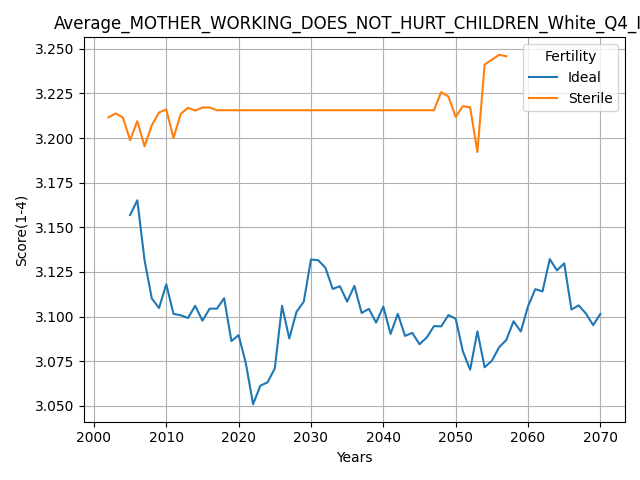 Average_MOTHER_WORKING_DOES_NOT_HURT_CHILDREN_White_Q4_I
Fertility
Ideal
Sterile
Score(1-4)
3.250
3.225
3.200
3.175
3.150
3.125
3.100
3.075
3.050
2000 2010 2020 2030 2040 2050 2060 2070
Years